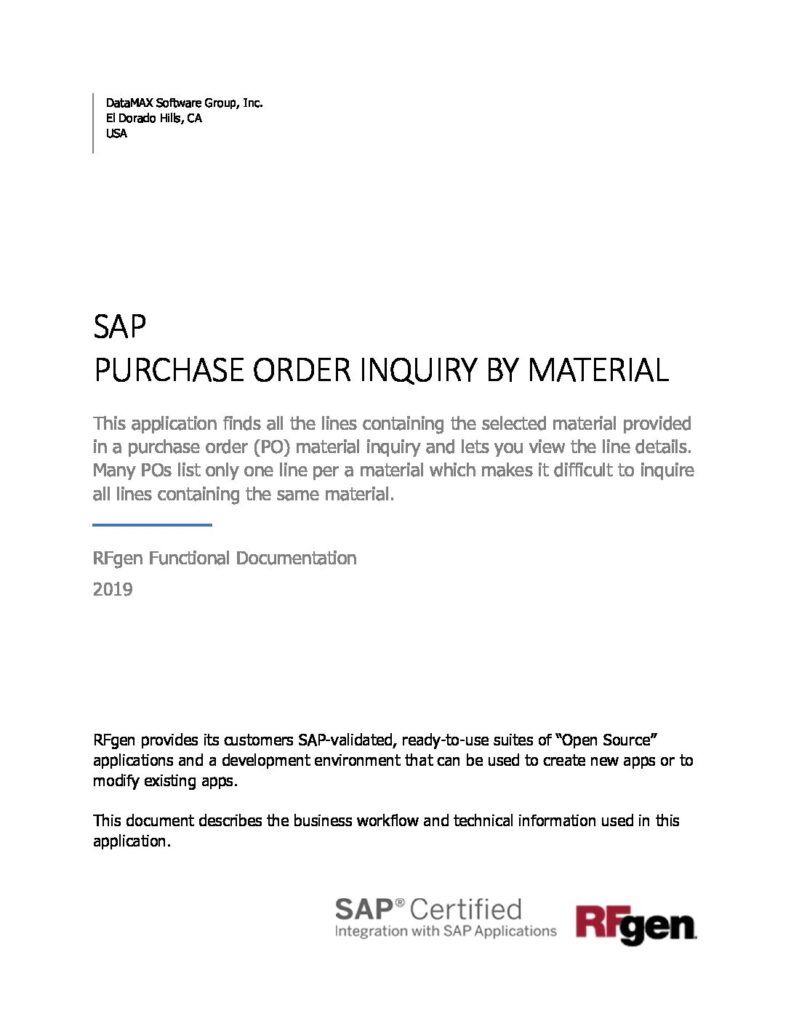 DataMAX Software Group, Inc.
El Dorado Hills, CA
USA
SAP
PURCHASE ORDER INQUIRY BY MATERIAL
This application finds all the lines containing the selected material provided
in a purchase order (PO) material inquiry and lets you view the line details.
Many POs list only one line per a material which makes it difficult to inquire
all lines containing the same material.
RFgen Functional Documentation
2019
RFgen provides its customers SAP-validated, ready-to-use suites of “Open Source”
applications and a development environment that can be used to create new apps or to
modify existing apps.
This document describes the business workflow and technical information used in this
application.
SAP® Certified
Integration with SAP Applications
RFgen